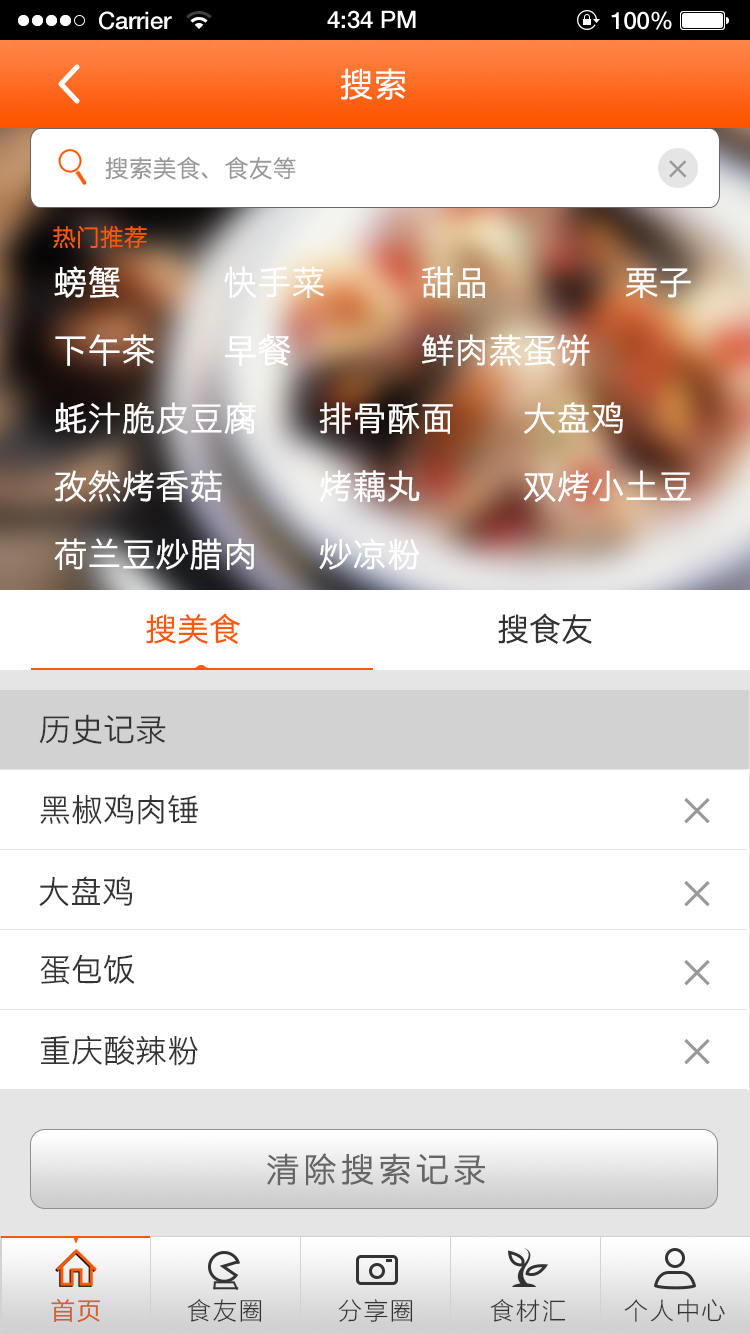 Carrier 4:34 PM 100%
搜索
搜索美食、食友等
热门推荐
螃蟹 快手菜 甜品 栗子
下午茶 早餐 鲜肉蒸蛋饼
蚝汁脆皮豆腐 排骨酥面 大盘鸡
孜然烤香菇 烤藕丸 双烤小土豆
荷兰豆炒腊肉 炒凉粉
搜美食 搜食友
历史记录
黑椒鸡肉锤
大盘鸡
蛋包饭
重庆酸辣粉
清除搜索记录
首页 食友圈 分享圈 食材汇 个人中心